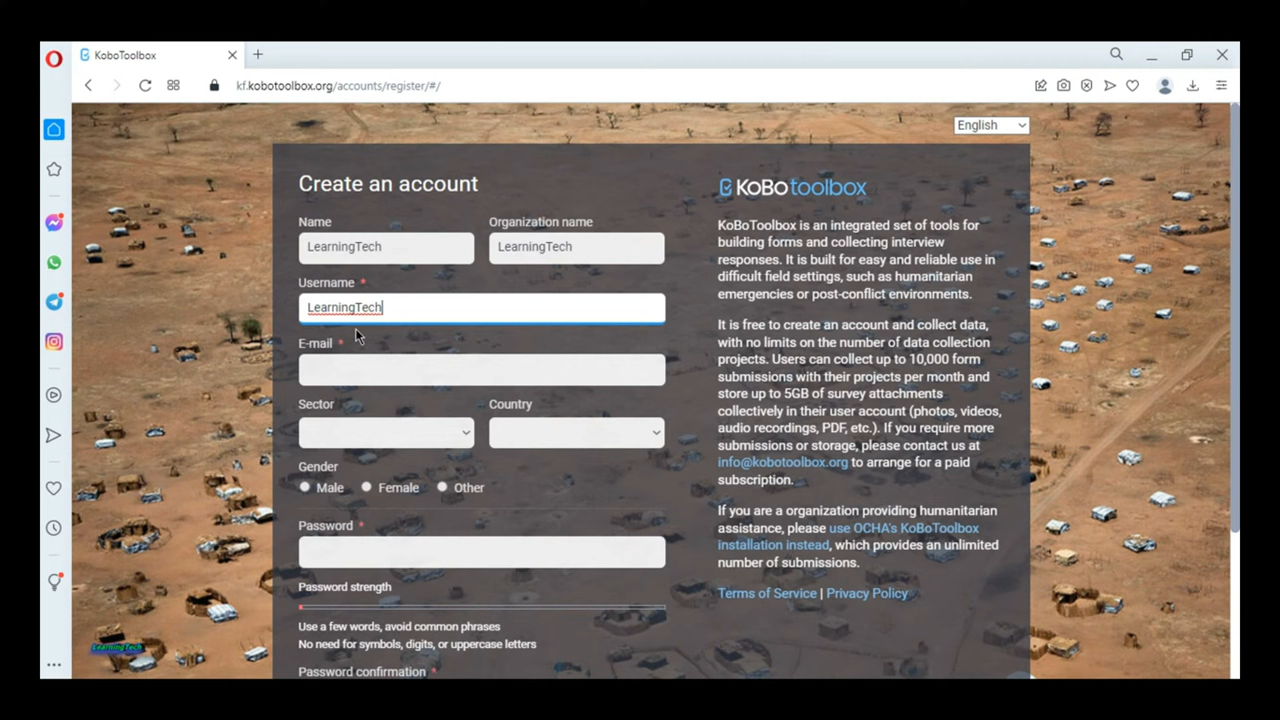 KoboToolbox
kf.kobotoolbox.org/accounts/register/#/
English
Create an account
Name
Organization name
LearningTech
LearningTech
Username *
LearningTech
E-mail *
Sector
Country
Gender
Male
Female
Other
Password *
Password strength
Use a few words, avoid common phrases
No need for symbols, digits, or uppercase letters
Password confirmation *
KoBotoolbox
KoBoToolbox is an integrated set of tools for
building forms and collecting interview
responses. It is built for easy and reliable use in
difficult field settings, such as humanitarian
emergencies or post-conflict environments.
It is free to create an account and collect data,
with no limits on the number of data collection
projects. Users can collect up to 10,000 form
submissions with their projects per month and
store up to 5GB of survey attachments
collectively in their user account (photos, videos,
audio recordings, PDF, etc.). If you require more
submissions or storage, please contact us at
info@kobotoolbox.org to arrange for a paid
subscription.
If you are a organization providing humanitarian
assistance, please use OCHA's KoBoToolbox
installation instead, which provides an unlimited
number of submissions.
Terms of Service | Privacy Policy
LearningTech